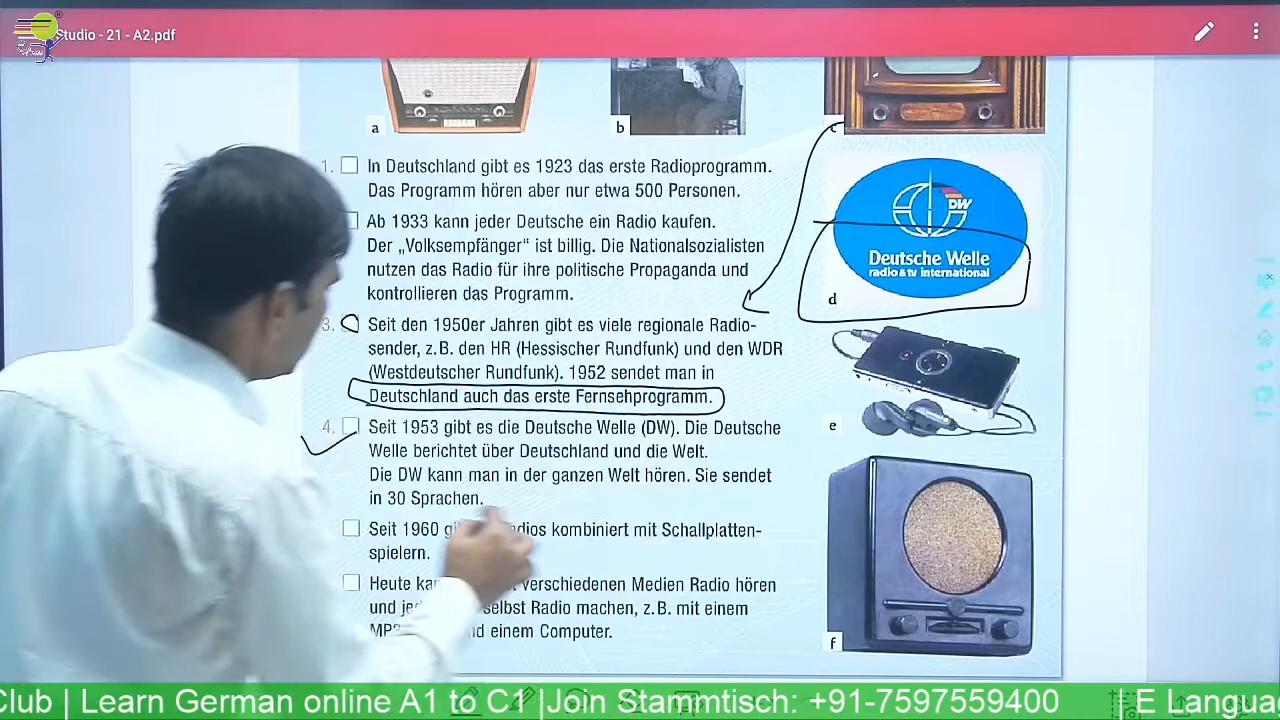 Studio - 21 - A2.pdf
a
b
c
1. In Deutschland gibt es 1923 das erste Radioprogramm.
Das Programm hören aber nur etwa 500 Personen.
Ab 1933 kann jeder Deutsche ein Radio kaufen.
Der „Volksempfänger“ ist billig. Die Nationalsozialisten
nutzen das Radio für ihre politische Propaganda und
kontrollieren das Programm.
3. Seit den 1950er Jahren gibt es viele regionale Radio-
sender, z.B. den HR (Hessischer Rundfunk) und den WDR
(Westdeutscher Rundfunk). 1952 sendet man in
Deutschland auch das erste Fernsehprogramm.
4. Seit 1953 gibt es die Deutsche Welle (DW). Die Deutsche
Welle berichtet über Deutschland und die Welt.
Die DW kann man in der ganzen Welt hören. Sie sendet
in 30 Sprachen.
Seit 1960 kombiniert mit Schallplatten-
spielern.
Heute verschiedenen Medien Radio hören
und selbst Radio machen, z.B. mit einem
einem Computer.
DW
Deutsche Welle
radio & tv international
d
e
f
Club | Learn German online A1 to C1 |Join Stammtisch: +91-7597559400 | E Langua